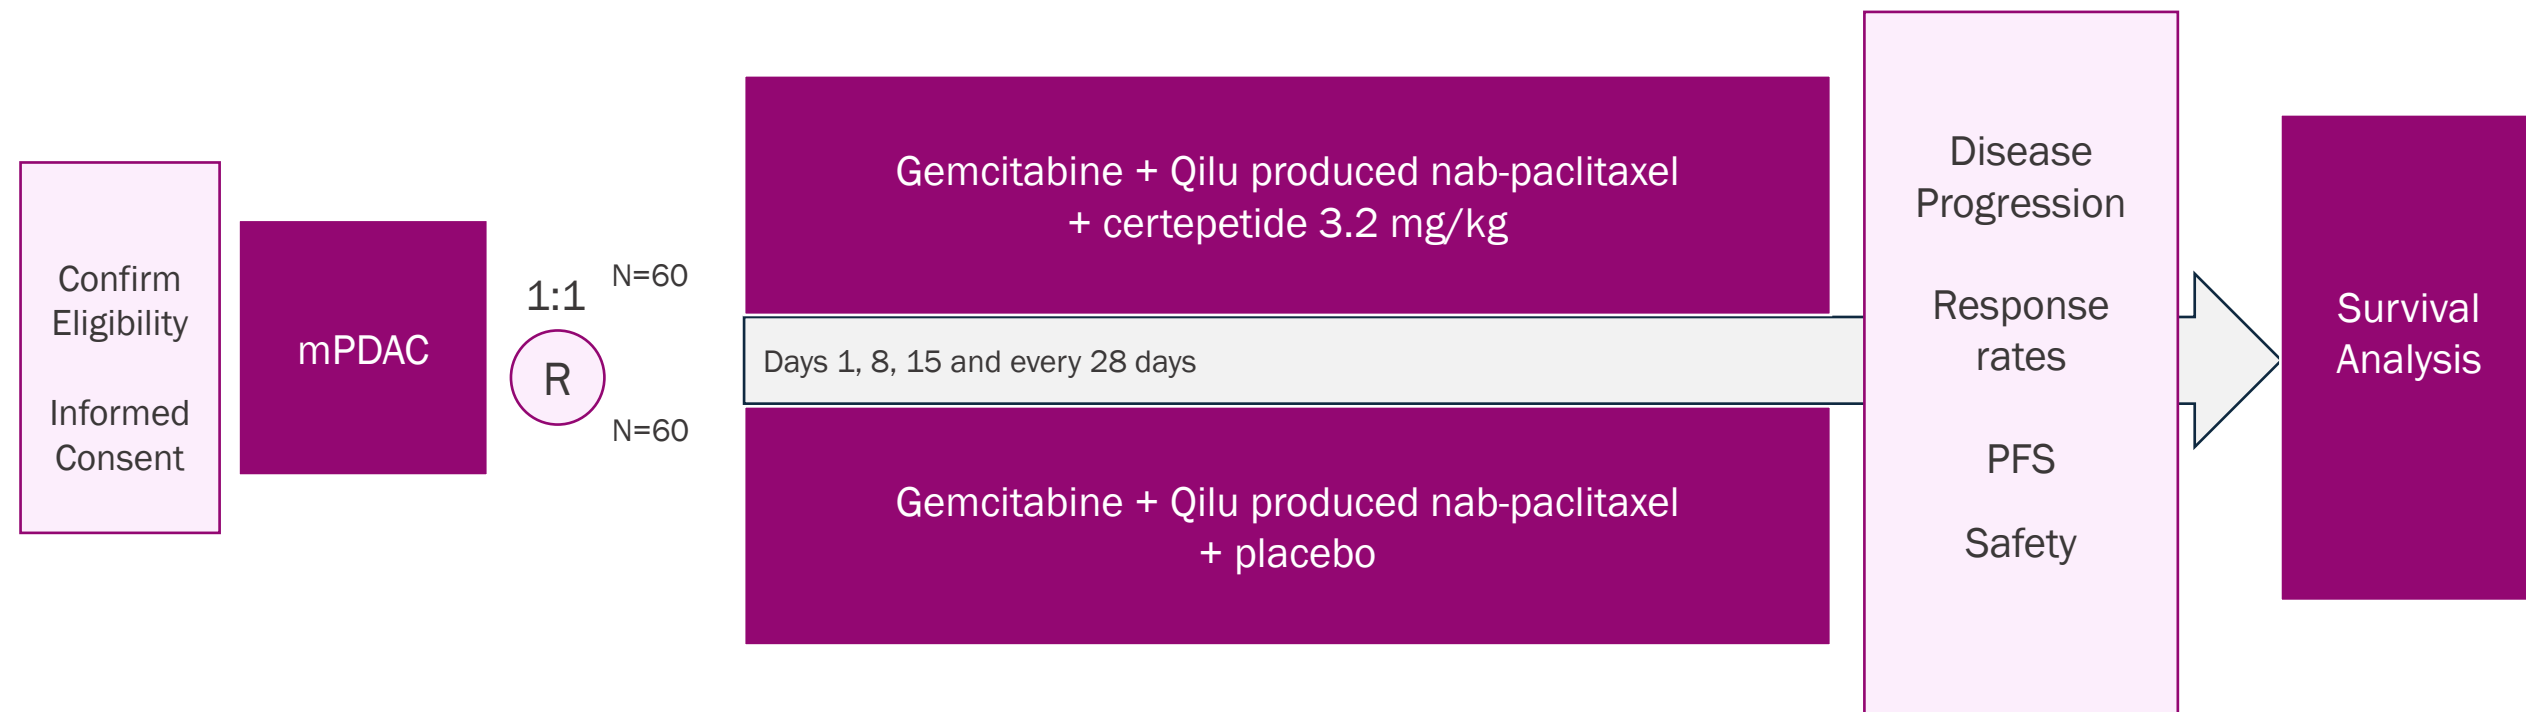 Confirm
Eligibility
Informed
Consent
mPDAC
1:1
R
N=60
N=60
Gemcitabine + Qilu produced nab-paclitaxel
+ certepetide 3.2 mg/kg
Days 1, 8, 15 and every 28 days
Gemcitabine + Qilu produced nab-paclitaxel
+ placebo
Disease
Progression
Response
rates
PFS
Safety
Survival
Analysis